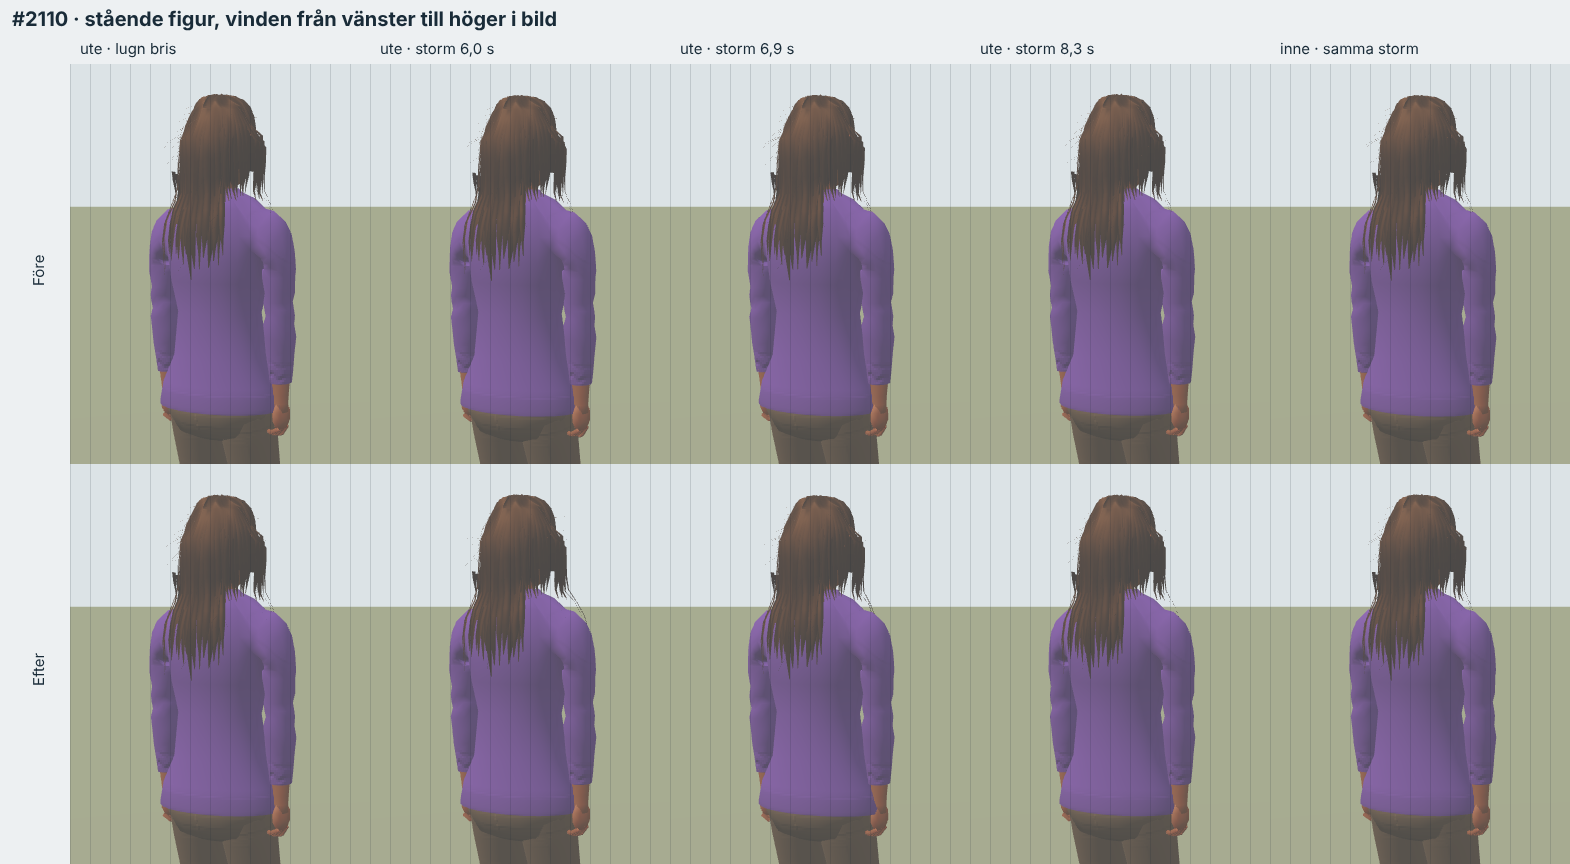 #2110 · stående figur, vinden från vänster till höger i bild
ute · lugn bris
ute · storm 6,0 s
ute · storm 6,9 s
ute · storm 8,3 s
inne · samma storm
Före
Efter